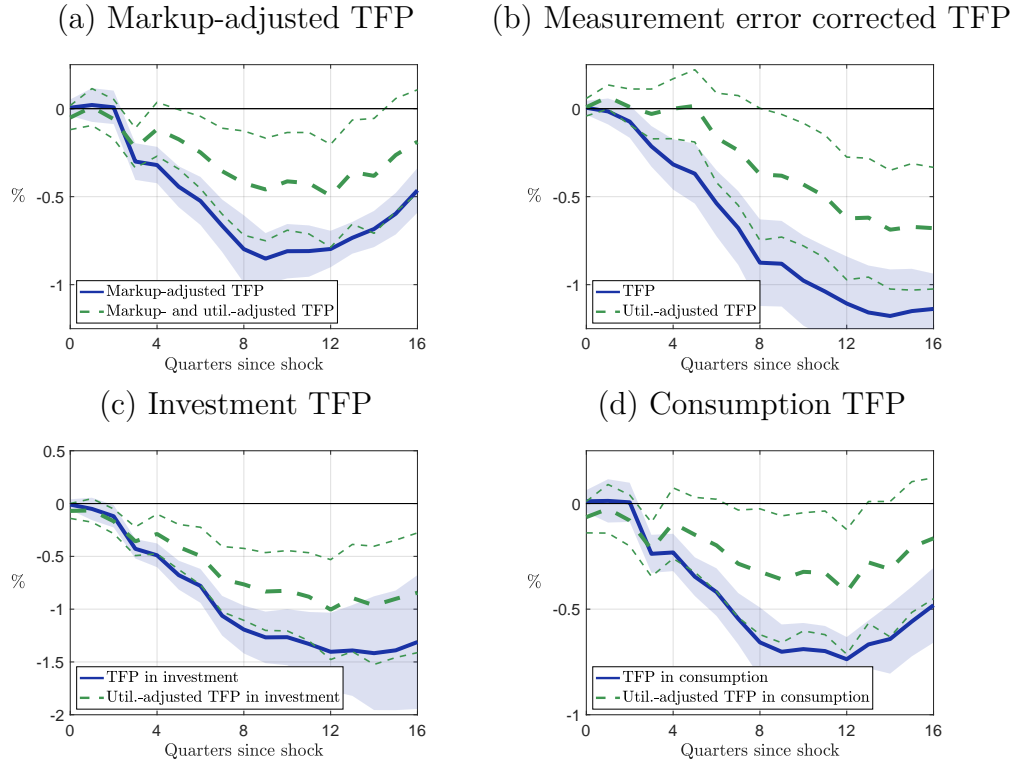 (a) Markup-adjusted TFP
0
-0.5
-1
%
0 4 8 12 16
Quarters since shock
Markup-adjusted TFP
Markup- and util.-adjusted TFP
(b) Measurement error corrected TFP
0
-0.5
-1
%
0 4 8 12 16
Quarters since shock
TFP
Util.-adjusted TFP
(c) Investment TFP
0.5
0
-0.5
-1
-1.5
-2
%
0 4 8 12 16
Quarters since shock
TFP in investment
Util.-adjusted TFP in investment
(d) Consumption TFP
0
-0.5
-1
%
0 4 8 12 16
Quarters since shock
TFP in consumption
Util.-adjusted TFP in consumption